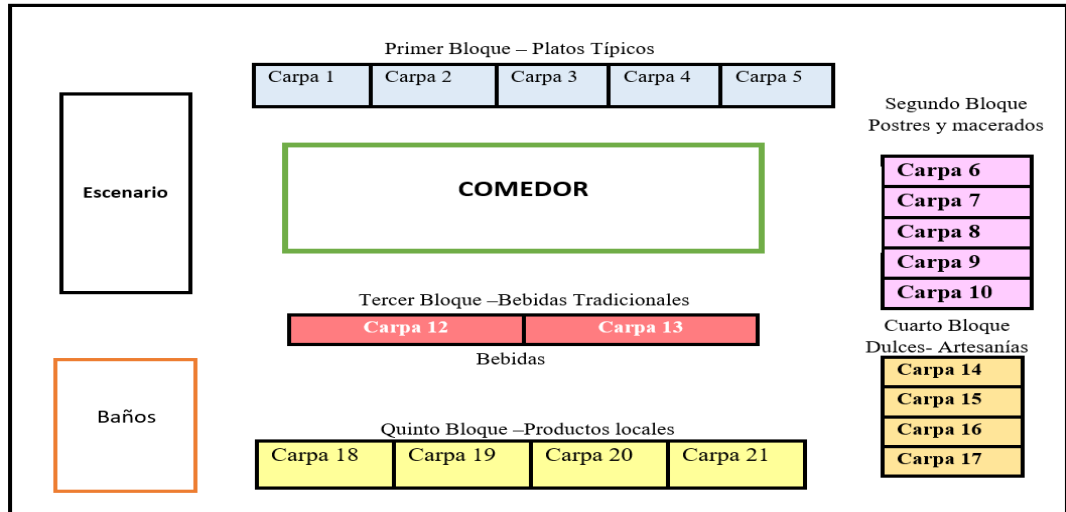 Primer Bloque – Platos Típicos
Carpa 1 Carpa 2 Carpa 3 Carpa 4 Carpa 5
Segundo Bloque
Postres y macerados
Carpa 6
Carpa 7
Carpa 8
Carpa 9
Carpa 10
Escenario
COMEDOR
Tercer Bloque –Bebidas Tradicionales
Carpa 12 Carpa 13
Bebidas
Cuarto Bloque
Dulces- Artesanías
Carpa 14
Carpa 15
Carpa 16
Carpa 17
Baños
Quinto Bloque –Productos locales
Carpa 18 Carpa 19 Carpa 20 Carpa 21